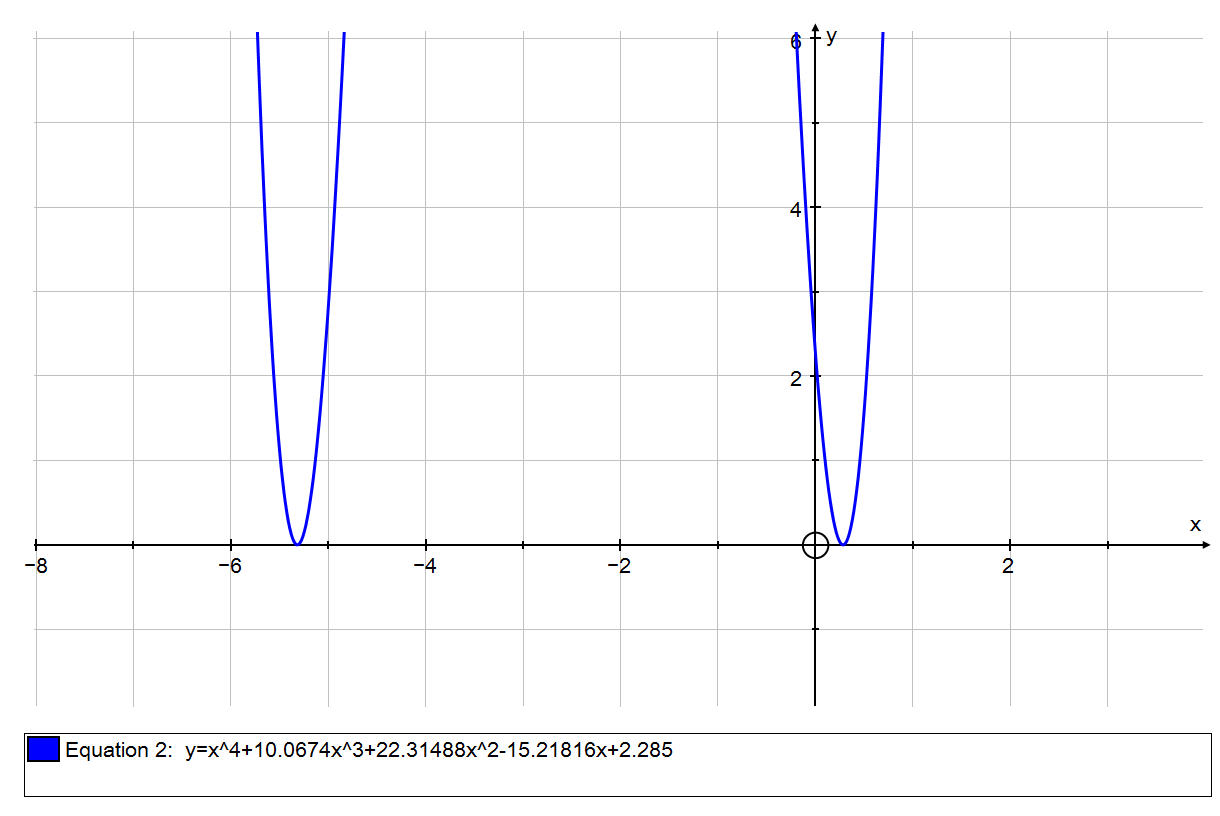 6 y
4
2
x
−8 −6 −4 −2 2
Equation 2: y=x^4+10.0674x^3+22.31488x^2-15.21816x+2.285